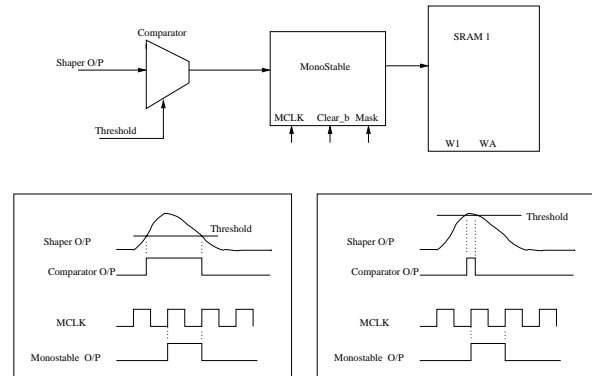 Comparator
Shaper O/P
SRAM 1
MonoStable
MCLK Clear_b Mask
Threshold
W1 WA
Threshold
Shaper O/P
Comparator O/P
MCLK
Monostable O/P
Threshold
Shaper O/P
Comparator O/P
MCLK
Monostable O/P